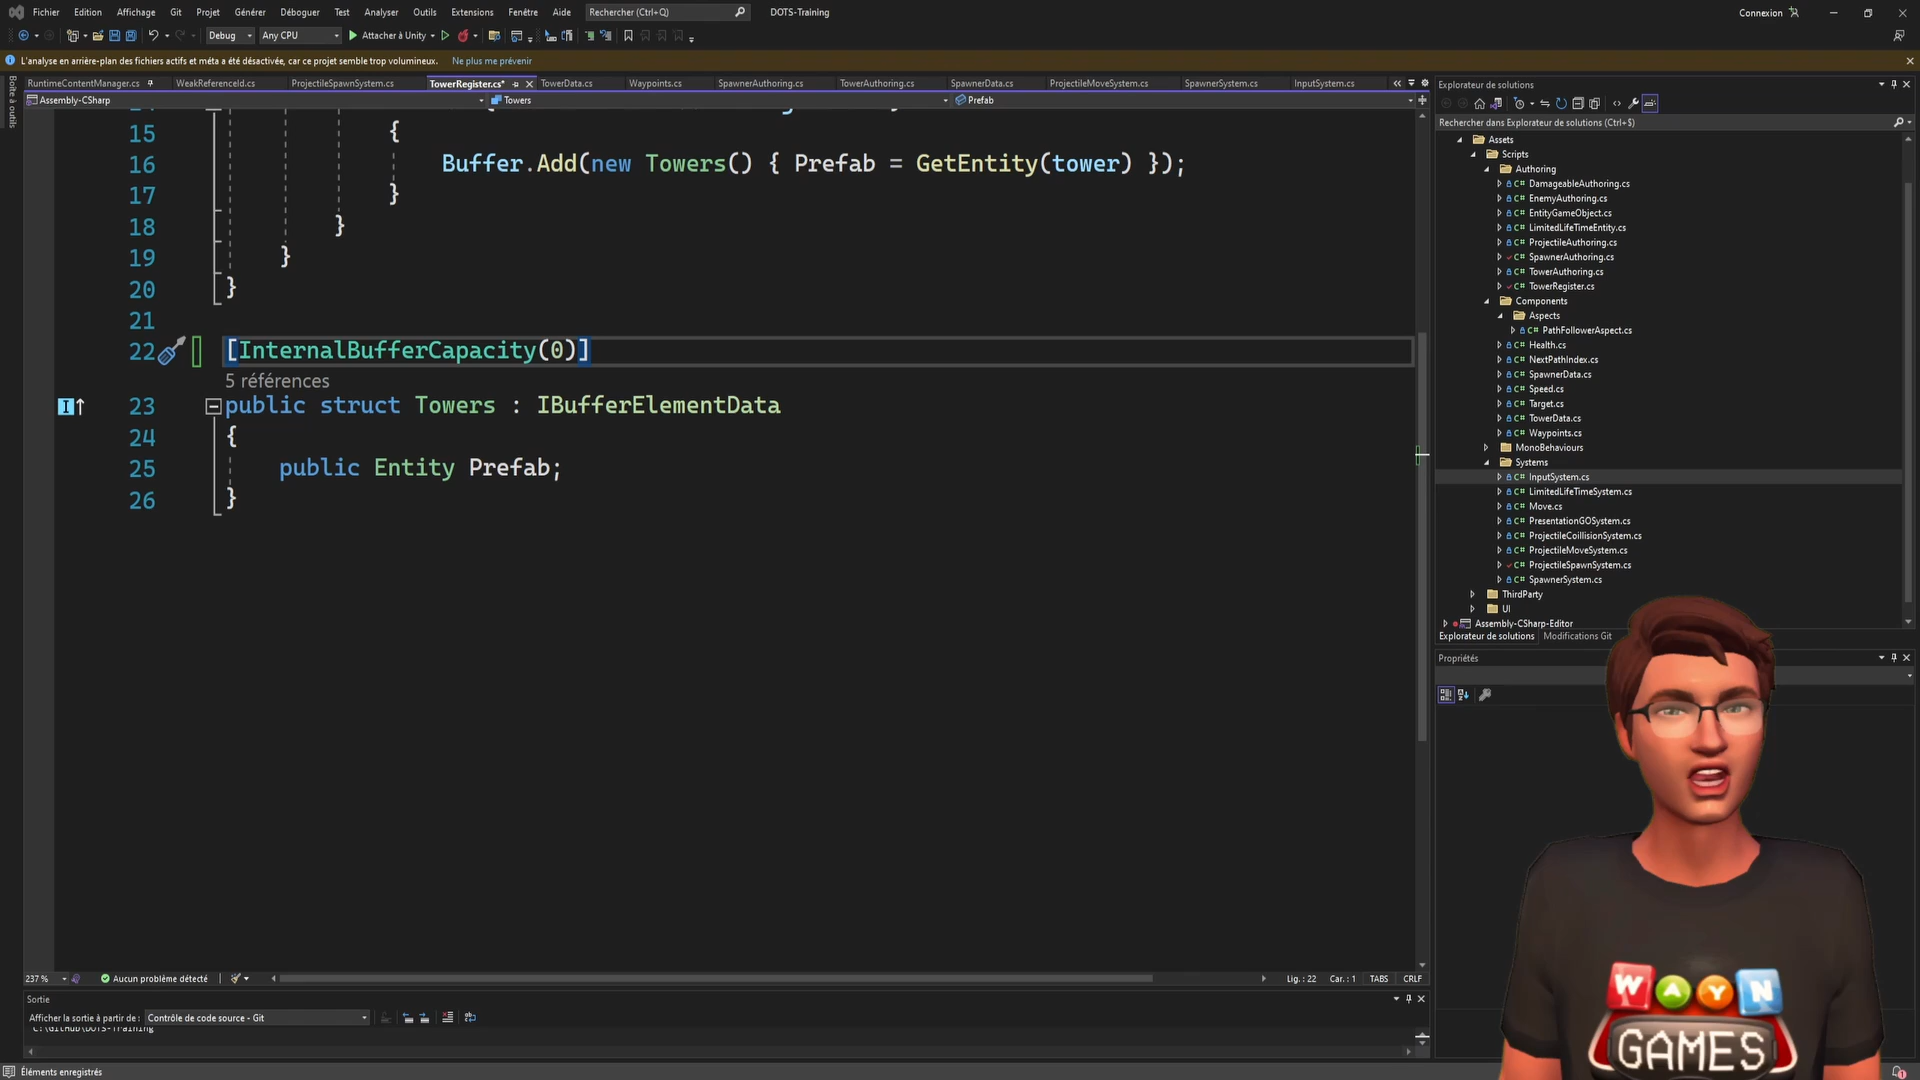 Fichier Edition Affichage Git Projet Générer Déboguer Test Analyser Outils Extensions Fenêtre Aide Rechercher (Ctrl+Q) DOTS-Training Connexion
Debug Any CPU Attacher à Unity
L'analyse en arrière-plan des fichiers actifs et méta a été désactivée, car ce projet semble trop volumineux. Ne plus me prévenir
Boîte à outils
RuntimeContentManager.cs WeakReferenceId.cs ProjectileSpawnSystem.cs TowerRegister.cs* TowerData.cs Waypoints.cs SpawnerAuthoring.cs TowerAuthoring.cs SpawnerData.cs ProjectileMoveSystem.cs SpawnerSystem.cs InputSystem.cs
Assembly-CSharp Towers Prefab
15 {
16 Buffer.Add(new Towers() { Prefab = GetEntity(tower) });
17 }
18 }
19 }
20 }
21
22 [InternalBufferCapacity(0)]
5 références
23 public struct Towers : IBufferElementData
24 {
25 public Entity Prefab;
26 }
237 % Aucun problème détecté Lig. : 22 Car. : 1 TABS CRLF
Sortie
Afficher la sortie à partir de : Contrôle de code source - Git
C:\GitHub\DOTS-Training
Éléments enregistrés
Explorateur de solutions
Rechercher dans Explorateur de solutions (Ctrl+$)
Assets
Scripts
Authoring
C# DamageableAuthoring.cs
C# EnemyAuthoring.cs
C# EntityGameObject.cs
C# LimitedLifeTimeEntity.cs
C# ProjectileAuthoring.cs
C# SpawnerAuthoring.cs
C# TowerAuthoring.cs
C# TowerRegister.cs
Components
Aspects
C# PathFollowerAspect.cs
C# Health.cs
C# NextPathIndex.cs
C# SpawnerData.cs
C# Speed.cs
C# Target.cs
C# TowerData.cs
C# Waypoints.cs
MonoBehaviours
Systems
C# InputSystem.cs
C# LimitedLifeTimeSystem.cs
C# Move.cs
C# PresentationGOSystem.cs
C# ProjectileCoillisionSystem.cs
C# ProjectileMoveSystem.cs
C# ProjectileSpawnSystem.cs
C# SpawnerSystem.cs
ThirdParty
UI
Assembly-CSharp-Editor
Explorateur de solutions Modifications Git
Propriétés
WAYN
GAMES